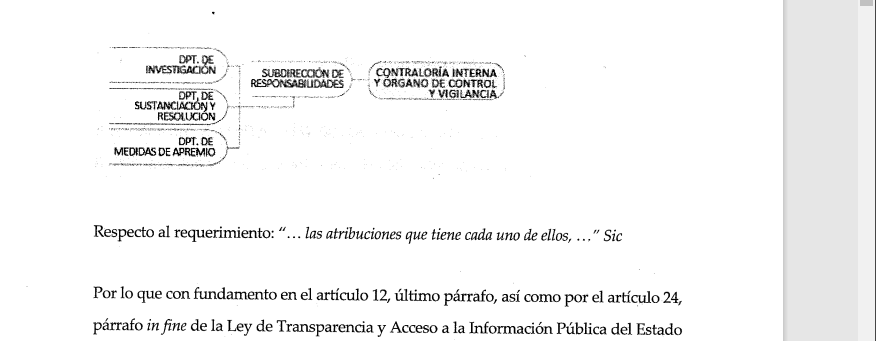 DPT. DE
INVESTIGACIÓN
SUBDIRECCIÓN DE
RESPONSABILIDADES
CONTRALORÍA INTERNA
Y ÓRGANO DE CONTROL
Y VIGILANCIA
DPT. DE
SUSTANCIACIÓN Y
RESOLUCIÓN
DPT. DE
MEDIDAS DE APREMIO
Respecto al requerimiento: “… las atribuciones que tiene cada uno de ellos, …” Sic
Por lo que con fundamento en el artículo 12, último párrafo, así como por el artículo 24,
párrafo in fine de la Ley de Transparencia y Acceso a la Información Pública del Estado